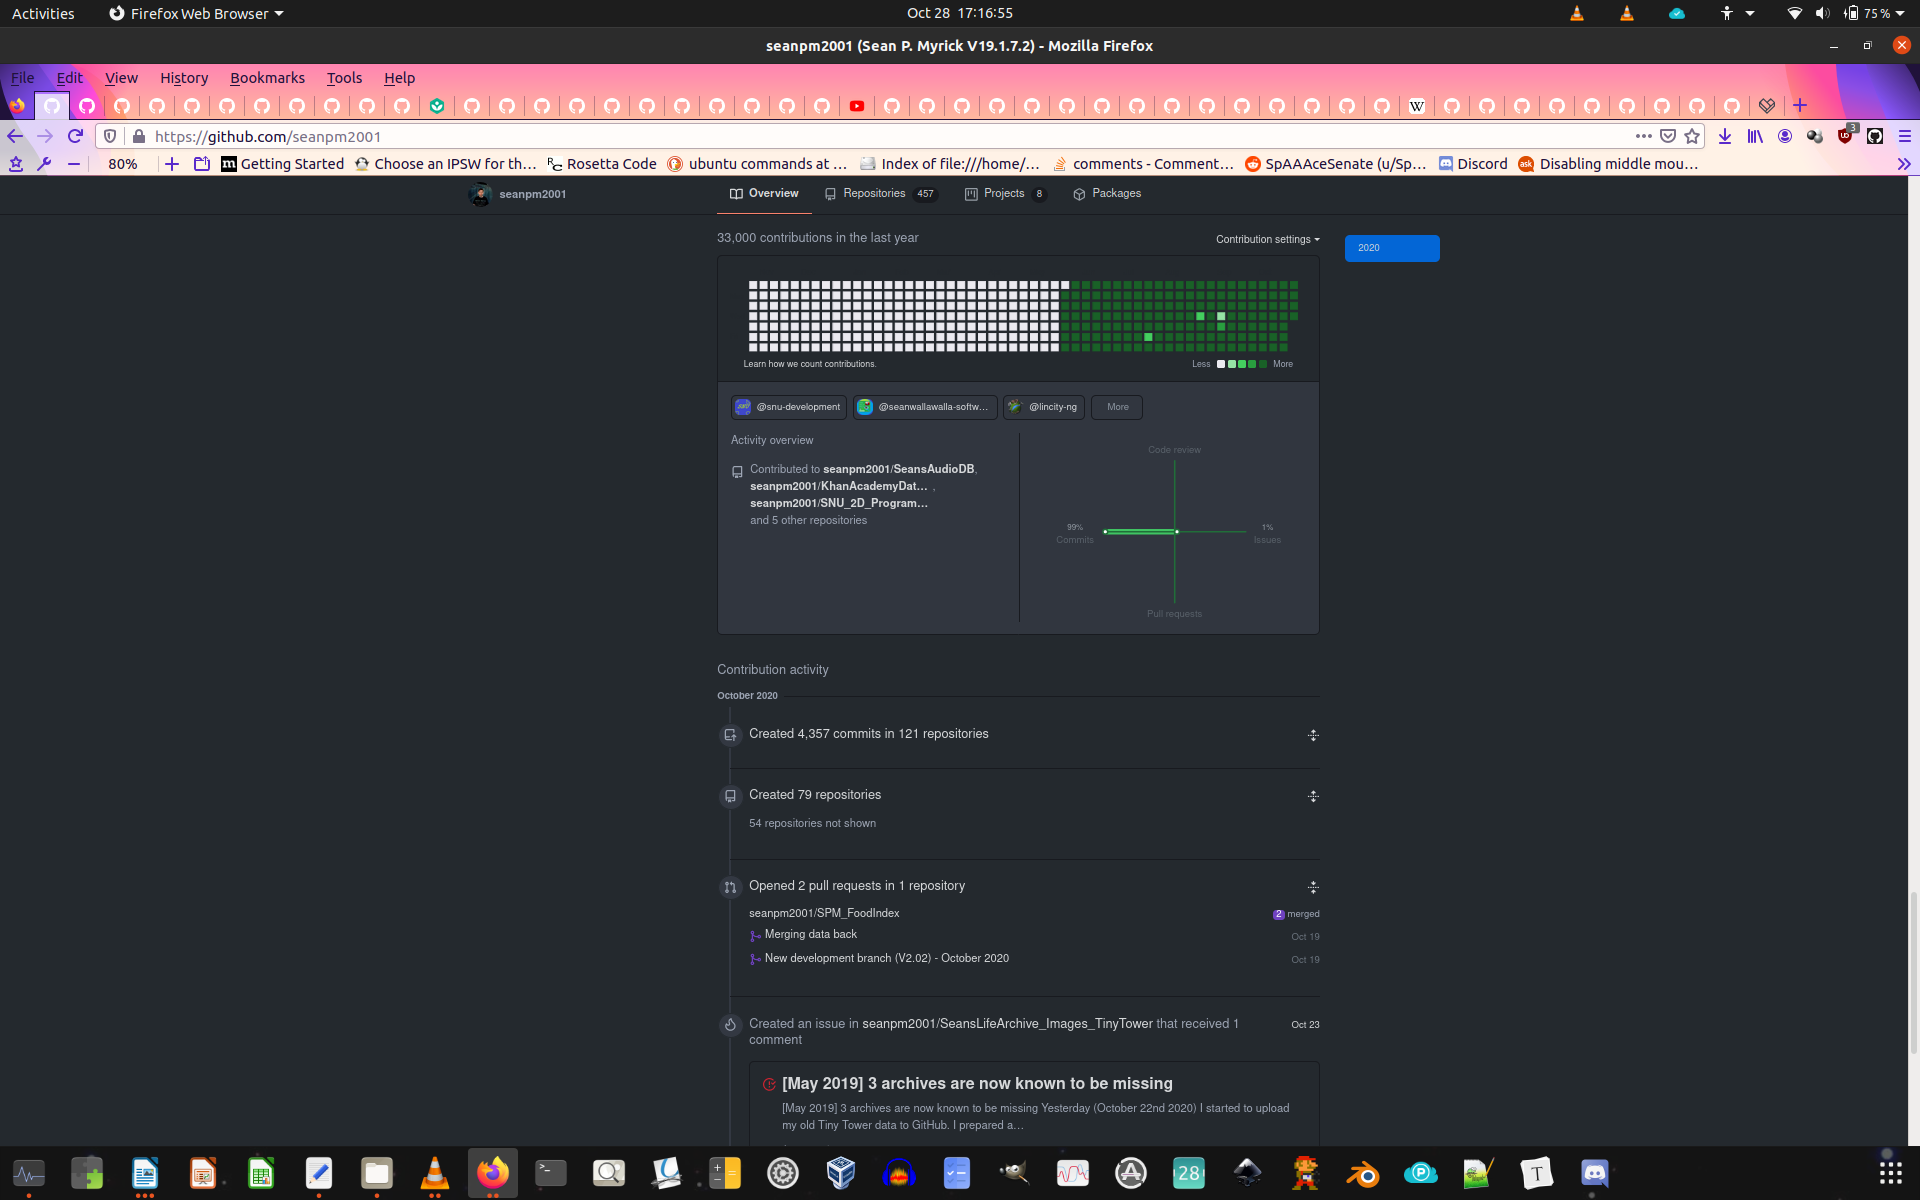 Activities
Firefox Web Browser
Oct 28 17:16:55
75 %
seanpm2001 (Sean P. Myrick V19.1.7.2) - Mozilla Firefox
File Edit View History Bookmarks Tools Help
https://github.com/seanpm2001
3
80%
Getting Started
Choose an IPSW for th…
Rosetta Code
ubuntu commands at …
Index of file:///home/…
comments - Comment…
SpAAAceSenate (u/Sp…
Discord
Disabling middle mou…
seanpm2001
Overview
Repositories 457
Projects 8
Packages
33,000 contributions in the last year
Contribution settings
2020
Learn how we count contributions.
Less
More
@snu-development
@seanwallawalla-softw…
@lincity-ng
More
Activity overview
Contributed to seanpm2001/SeansAudioDB,
seanpm2001/KhanAcademyDat… ,
seanpm2001/SNU_2D_Program…
and 5 other repositories
Code review
99%
Commits
1%
Issues
Pull requests
Contribution activity
October 2020
Created 4,357 commits in 121 repositories
Created 79 repositories
54 repositories not shown
Opened 2 pull requests in 1 repository
seanpm2001/SPM_FoodIndex
2 merged
Merging data back
Oct 19
New development branch (V2.02) - October 2020
Oct 19
Created an issue in seanpm2001/SeansLifeArchive_Images_TinyTower that received 1
comment
Oct 23
[May 2019] 3 archives are now known to be missing
[May 2019] 3 archives are now known to be missing Yesterday (October 22nd 2020) I started to upload
my old Tiny Tower data to GitHub. I prepared a…
28
T